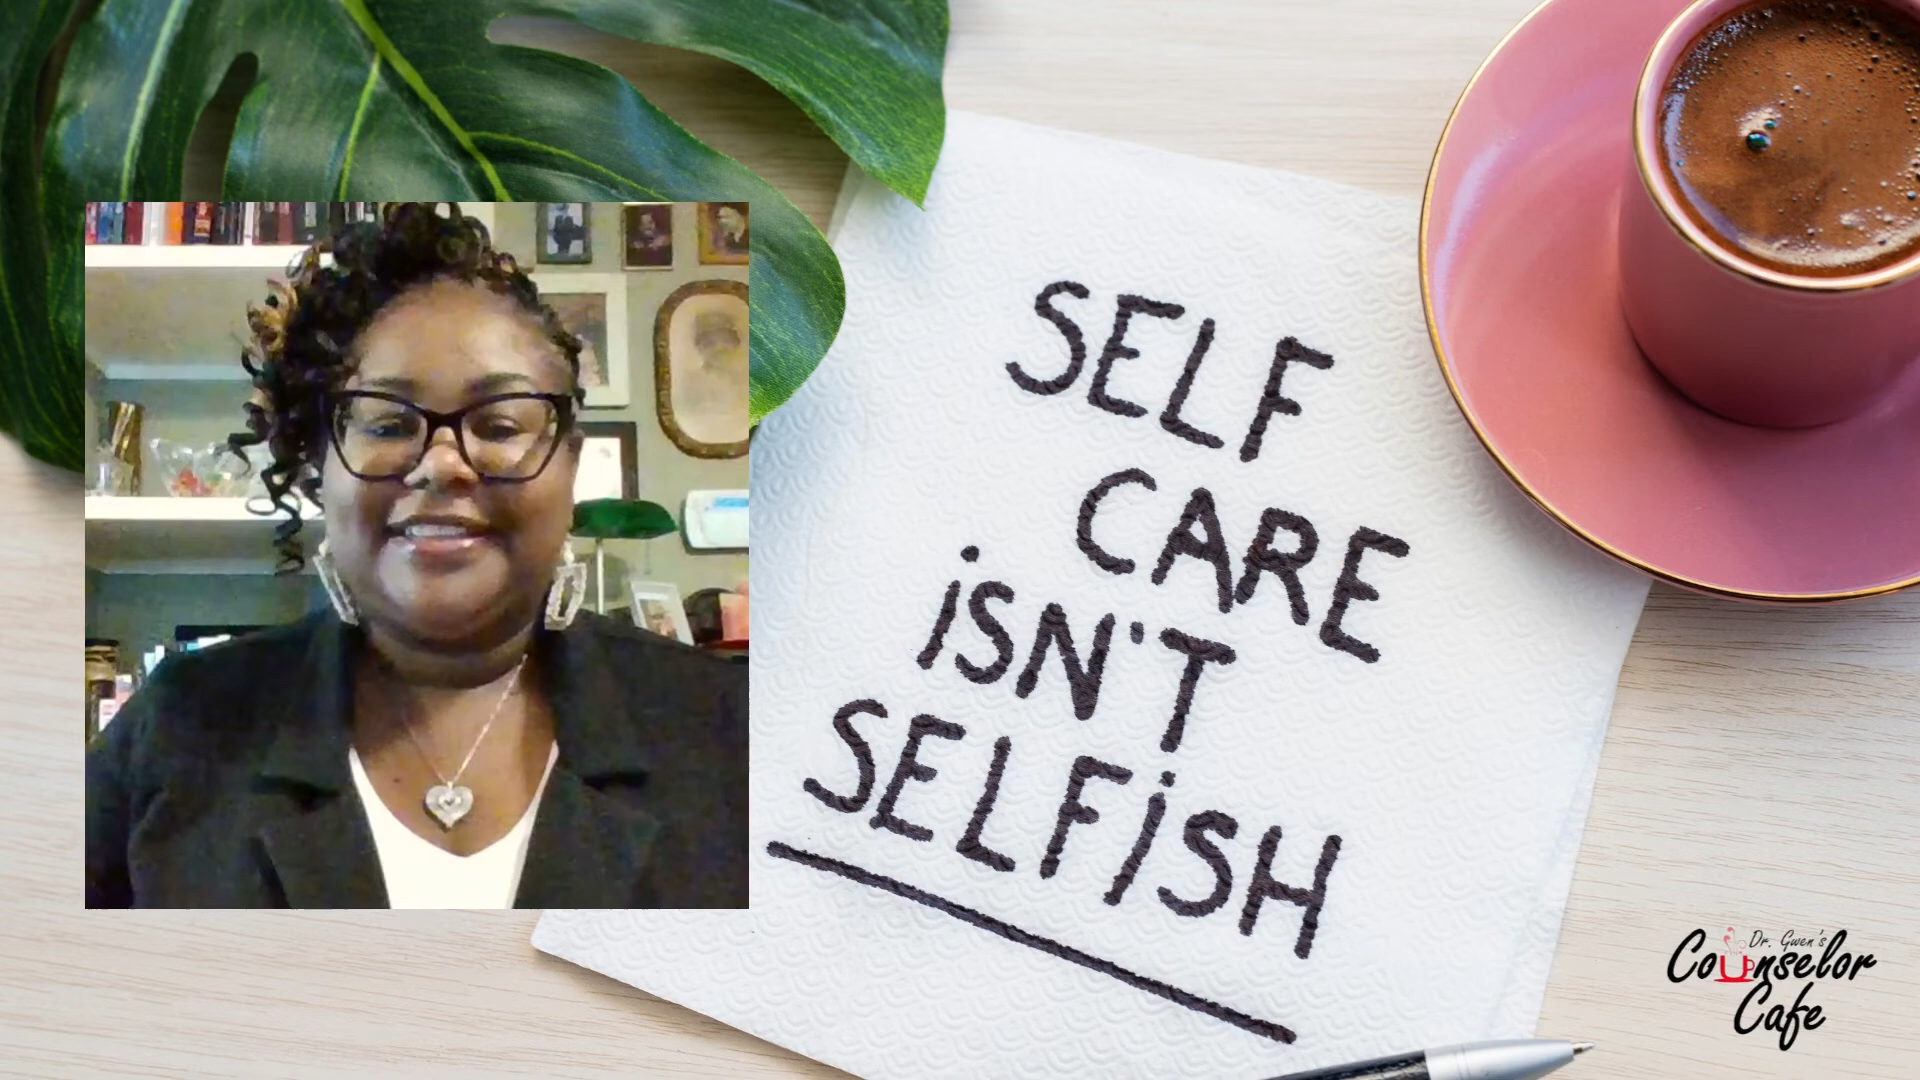 SELF
CARE
iSN'T
SELFiSH
Dr. Gwen's
Counselor
Cafe